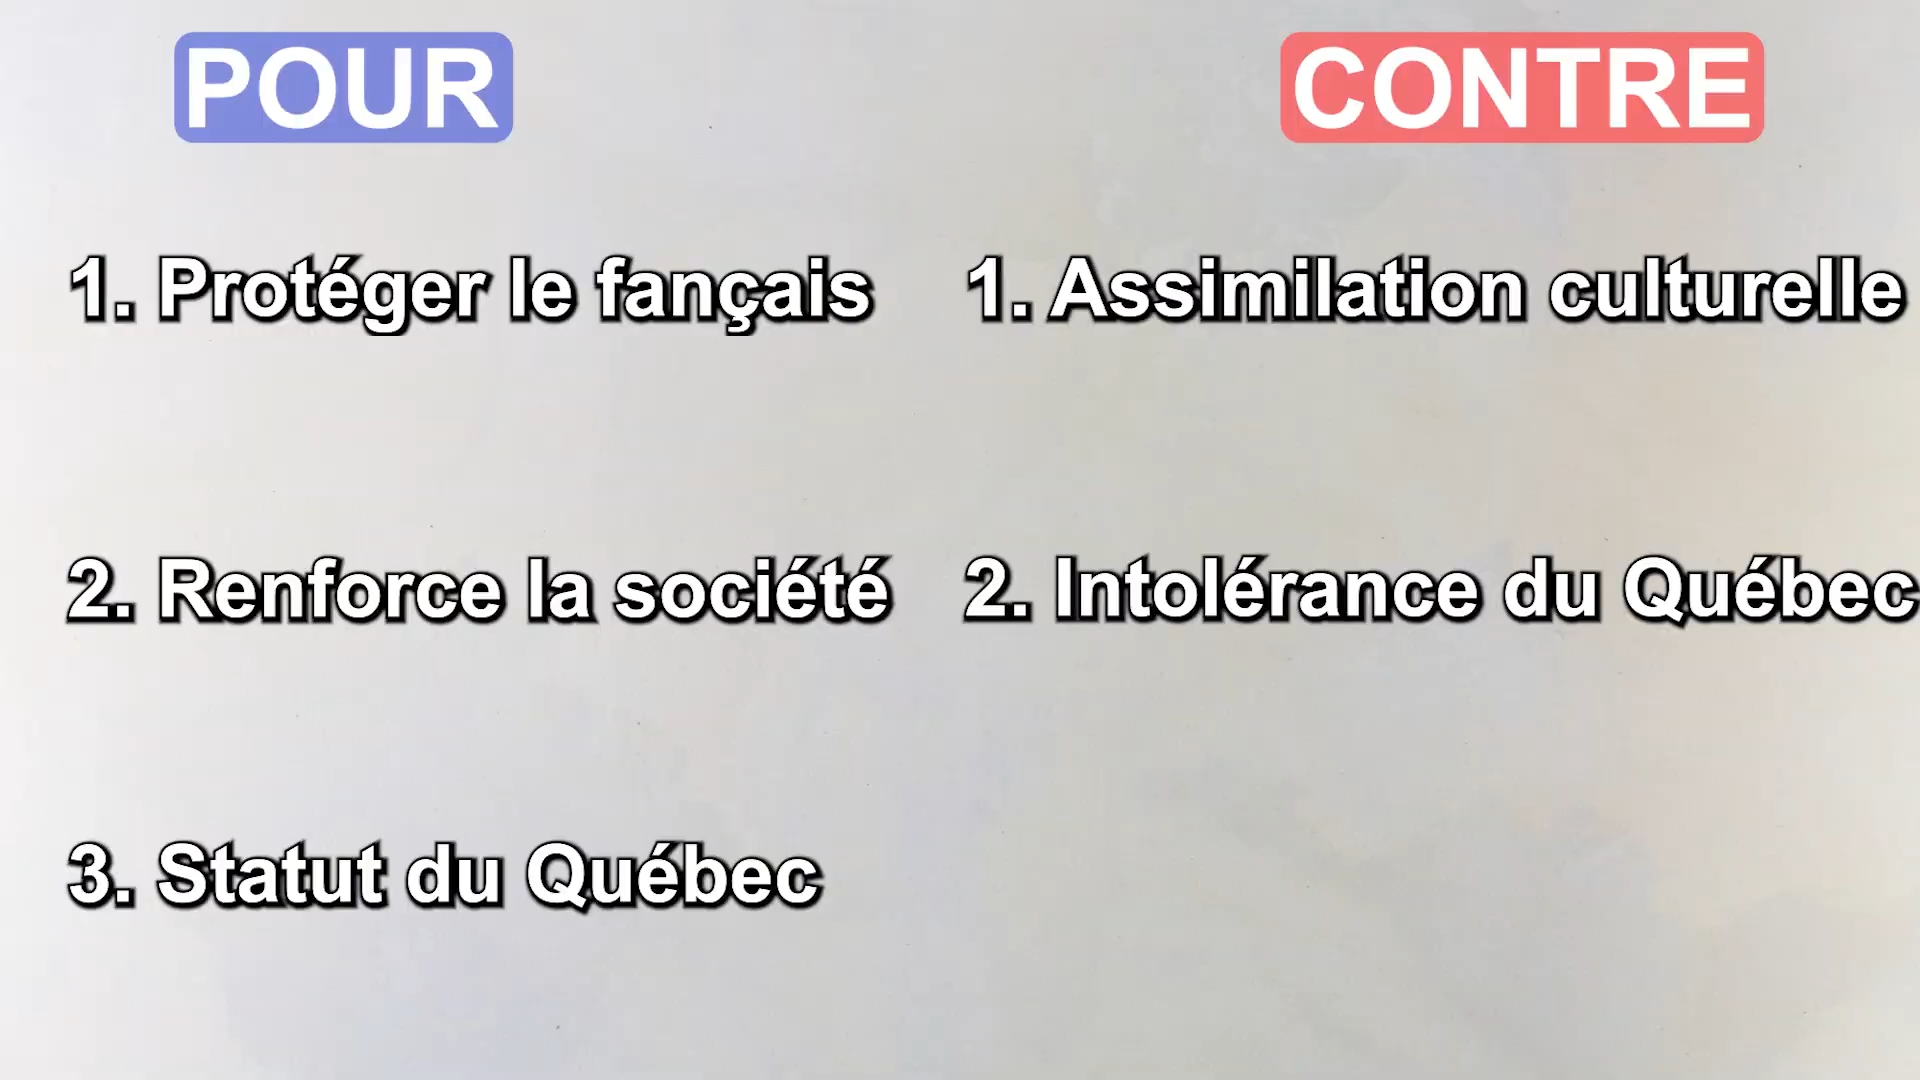 POUR
CONTRE
1. Protéger le fançais
1. Assimilation culturelle
2. Renforce la société
2. Intolérance du Québec
3. Statut du Québec